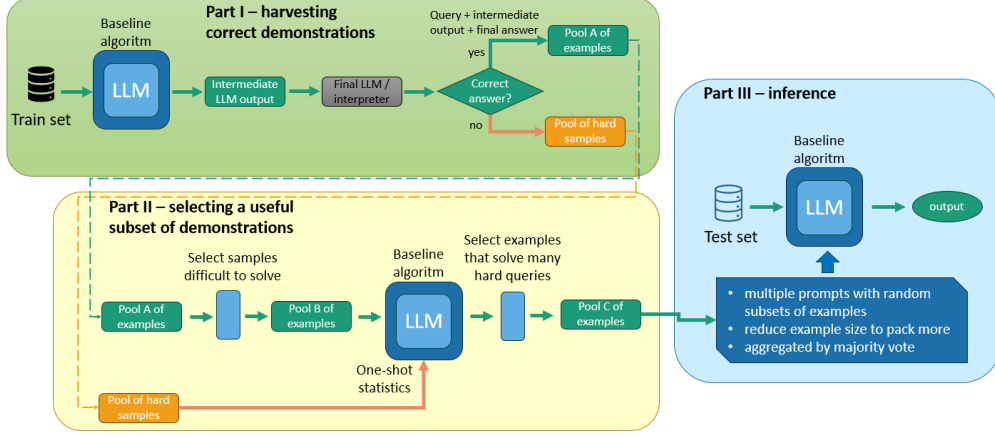 Part I – harvesting
correct demonstrations
Baseline
algoritm
LLM
Train set
Intermediate
LLM output
Final LLM /
interpreter
Correct
answer?
Query + intermediate
output + final answer
yes
no
Pool A of
examples
Pool of hard
samples
Part II – selecting a useful
subset of demonstrations
Pool A of
examples
Select samples
difficult to solve
Pool B of
examples
Baseline
algoritm
LLM
One-shot
statistics
Select examples
that solve many
hard queries
Pool C of
examples
Pool of hard
samples
Part III – inference
Baseline
algoritm
LLM
Test set
output
• multiple prompts with random
subsets of examples
• reduce example size to pack more
• aggregated by majority vote